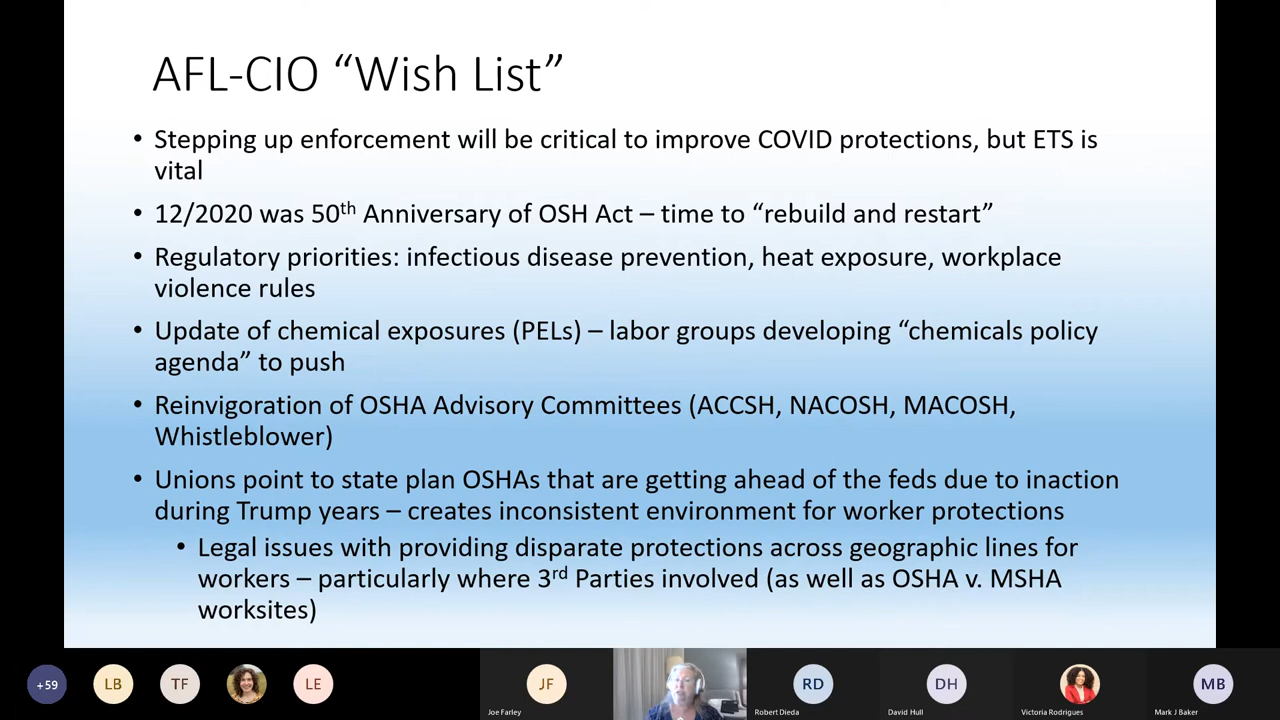 AFL-CIO “Wish List”
• Stepping up enforcement will be critical to improve COVID protections, but ETS is
vital
• 12/2020 was 50th Anniversary of OSH Act – time to “rebuild and restart”
• Regulatory priorities: infectious disease prevention, heat exposure, workplace
violence rules
• Update of chemical exposures (PELs) – labor groups developing “chemicals policy
agenda” to push
• Reinvigoration of OSHA Advisory Committees (ACCSH, NACOSH, MACOSH,
Whistleblower)
• Unions point to state plan OSHAs that are getting ahead of the feds due to inaction
during Trump years – creates inconsistent environment for worker protections
• Legal issues with providing disparate protections across geographic lines for
workers – particularly where 3rd Parties involved (as well as OSHA v. MSHA
worksites)
+59 LB TF LE JF RD DH MB
Joe Farley Robert Dieda David Hull Victoria Rodrigues Mark J Baker